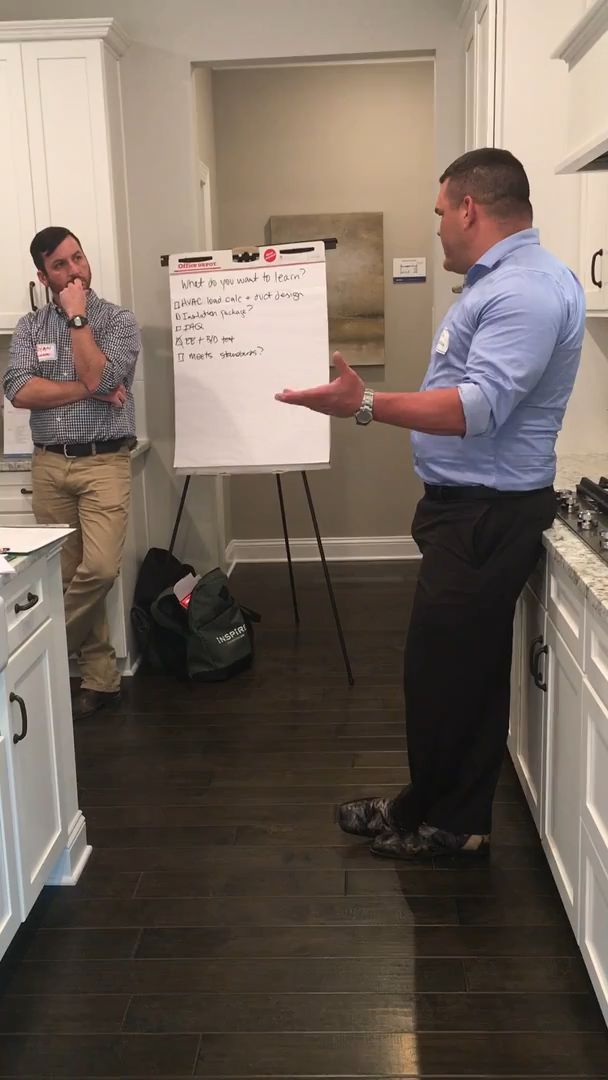 Office DEPOT
What do you want to learn?
HVAC load calc + duct design
Insulation package?
IAQ
EE + B/D test
meets standards?
INSPIRE